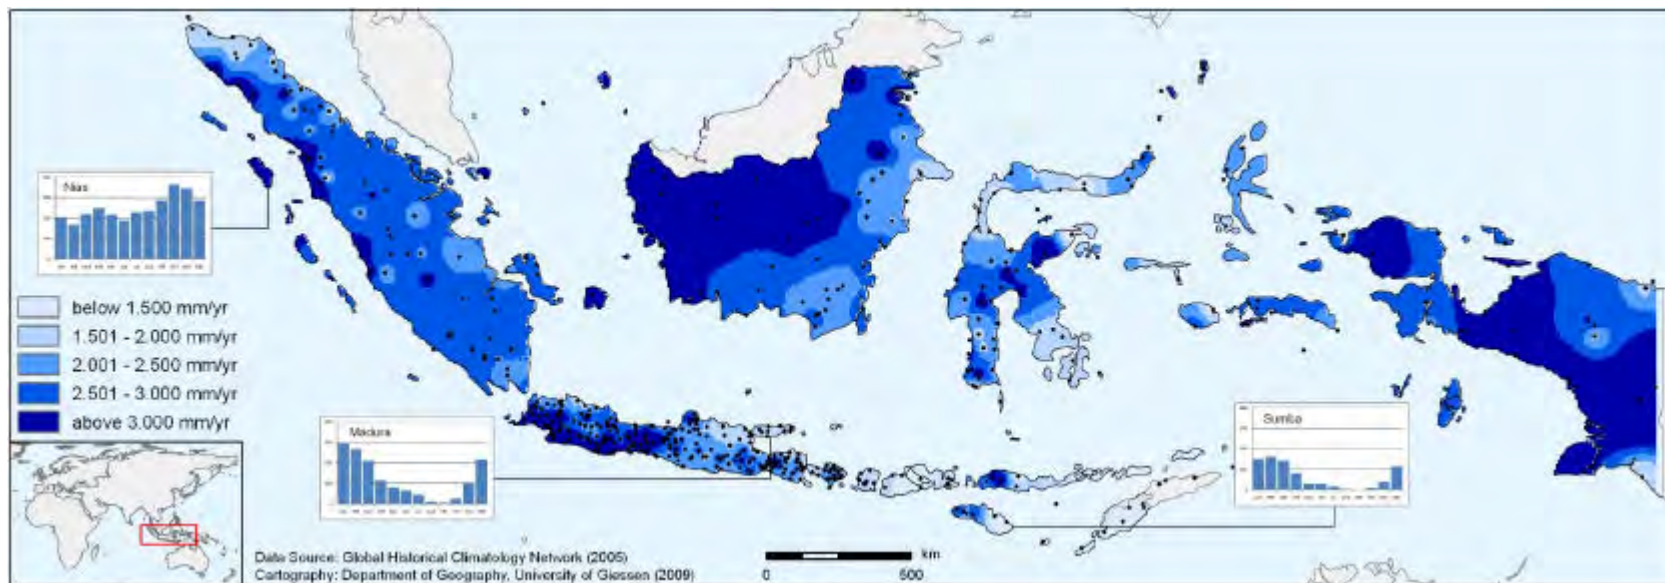 Nias
below 1.500 mm/yr
1.501 - 2.000 mm/yr
2.001 - 2.500 mm/yr
2.501 - 3.000 mm/yr
above 3.000 mm/yr
Madura
Sumba
Data Source: Global Historical Climatology Network (2005)
Cartography: Department of Geography, University of Giessen (2009)
km
0 500